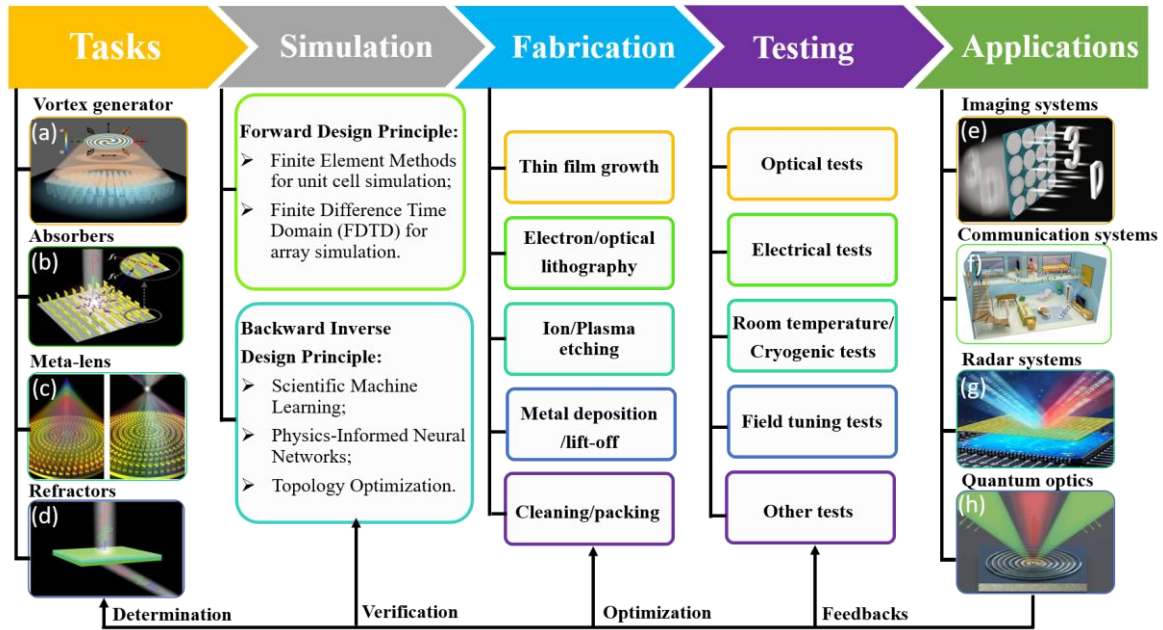 Tasks
Simulation
Fabrication
Testing
Applications
Vortex generator
(a)
Absorbers
(b)
Meta-lens
(c)
Refractors
(d)
Forward Design Principle:
➢ Finite Element Methods
for unit cell simulation;
➢ Finite Difference Time
Domain (FDTD) for
array simulation.
Backward Inverse
Design Principle:
➢ Scientific Machine
Learning;
➢ Physics-Informed Neural
Networks;
➢ Topology Optimization.
Thin film growth
Electron/optical
lithography
Ion/Plasma
etching
Metal deposition
/lift-off
Cleaning/packing
Optical tests
Electrical tests
Room temperature/
Cryogenic tests
Field tuning tests
Other tests
Imaging systems
(e)
3
D
3D
Communication systems
(f)
Radar systems
(g)
Quantum optics
(h)
Determination
Verification
Optimization
Feedbacks